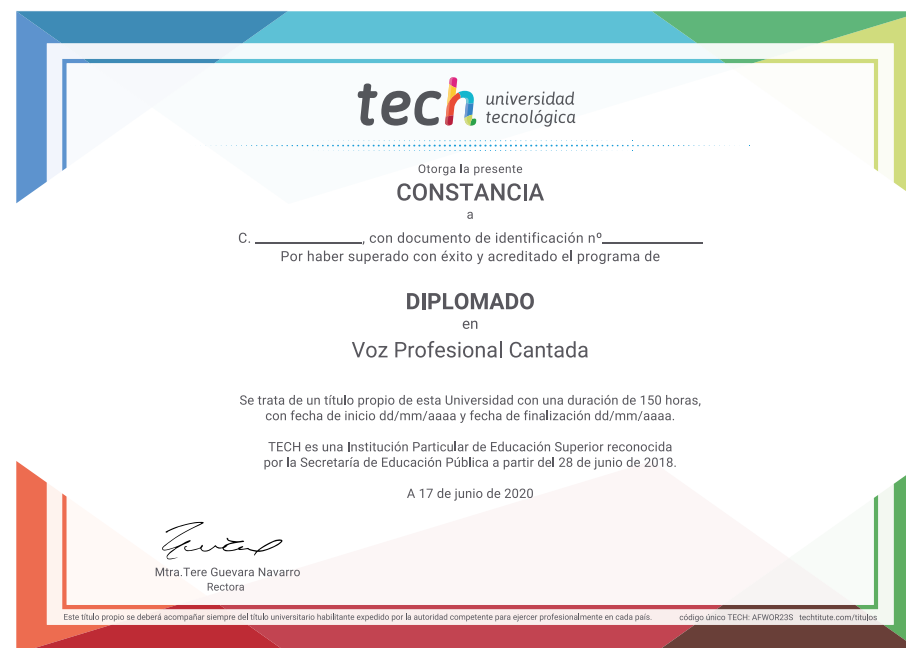 tech universidad
tecnológica
Otorga la presente
CONSTANCIA
a
C. ____________, con documento de identificación nº____________
Por haber superado con éxito y acreditado el programa de
DIPLOMADO
en
Voz Profesional Cantada
Se trata de un título propio de esta Universidad con una duración de 150 horas,
con fecha de inicio dd/mm/aaaa y fecha de finalización dd/mm/aaaa.
TECH es una Institución Particular de Educación Superior reconocida
por la Secretaría de Educación Pública a partir del 28 de junio de 2018.
A 17 de junio de 2020
Mtra.Tere Guevara Navarro
Rectora
Este título propio se deberá acompañar siempre del título universitario habilitante expedido por la autoridad competente para ejercer profesionalmente en cada país. código único TECH: AFWOR23S techtitute.com/titulos